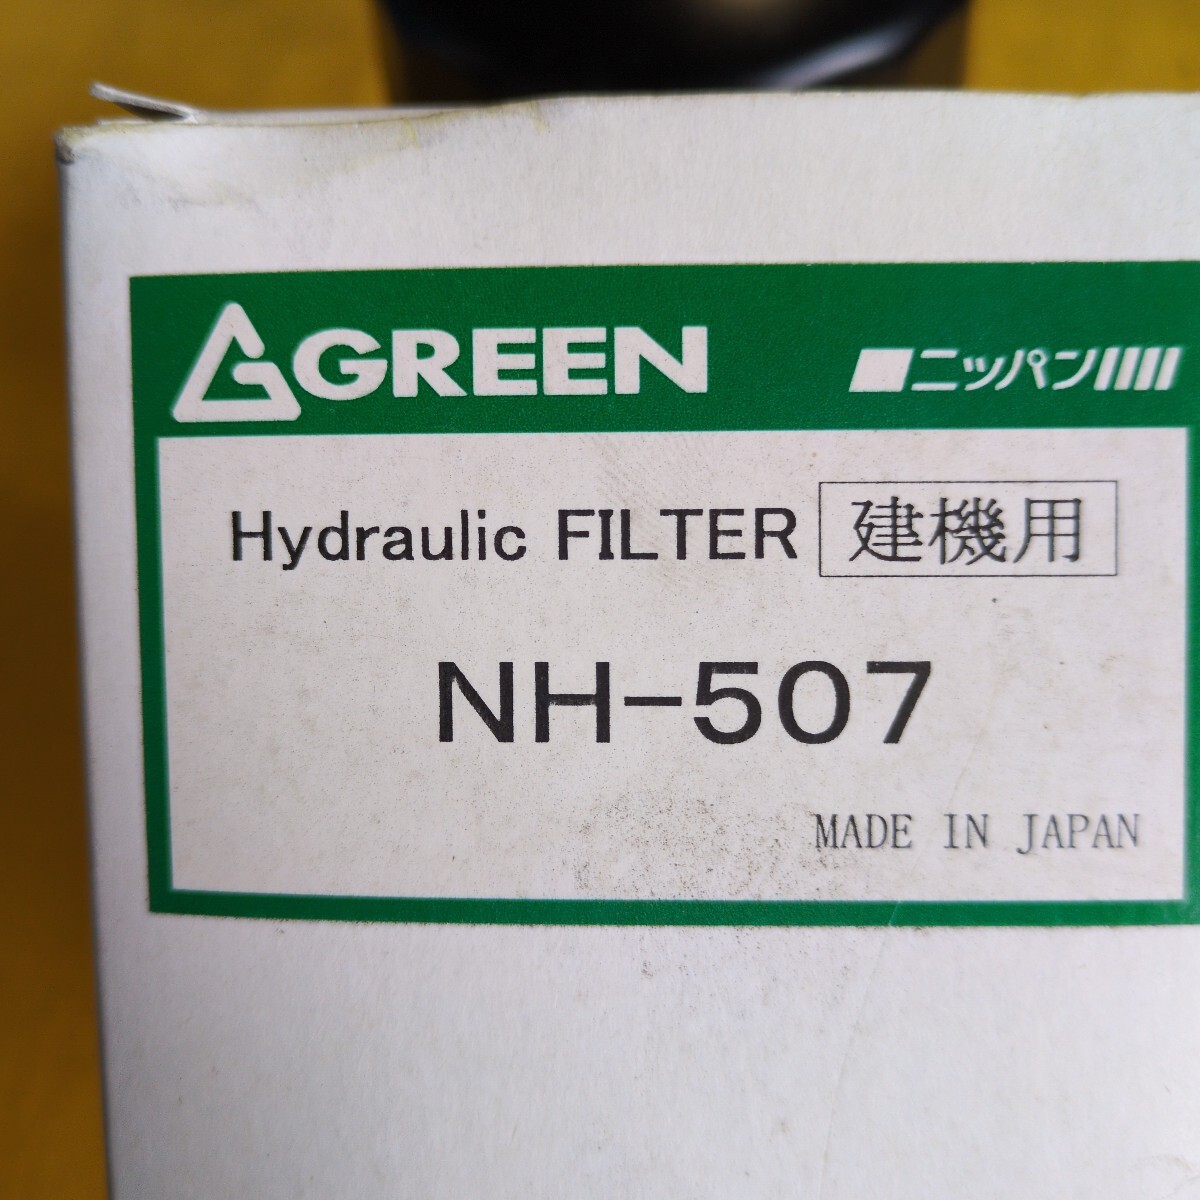 GREEN ニッパン
Hydraulic FILTER 建機用
NH-507
MADE IN JAPAN